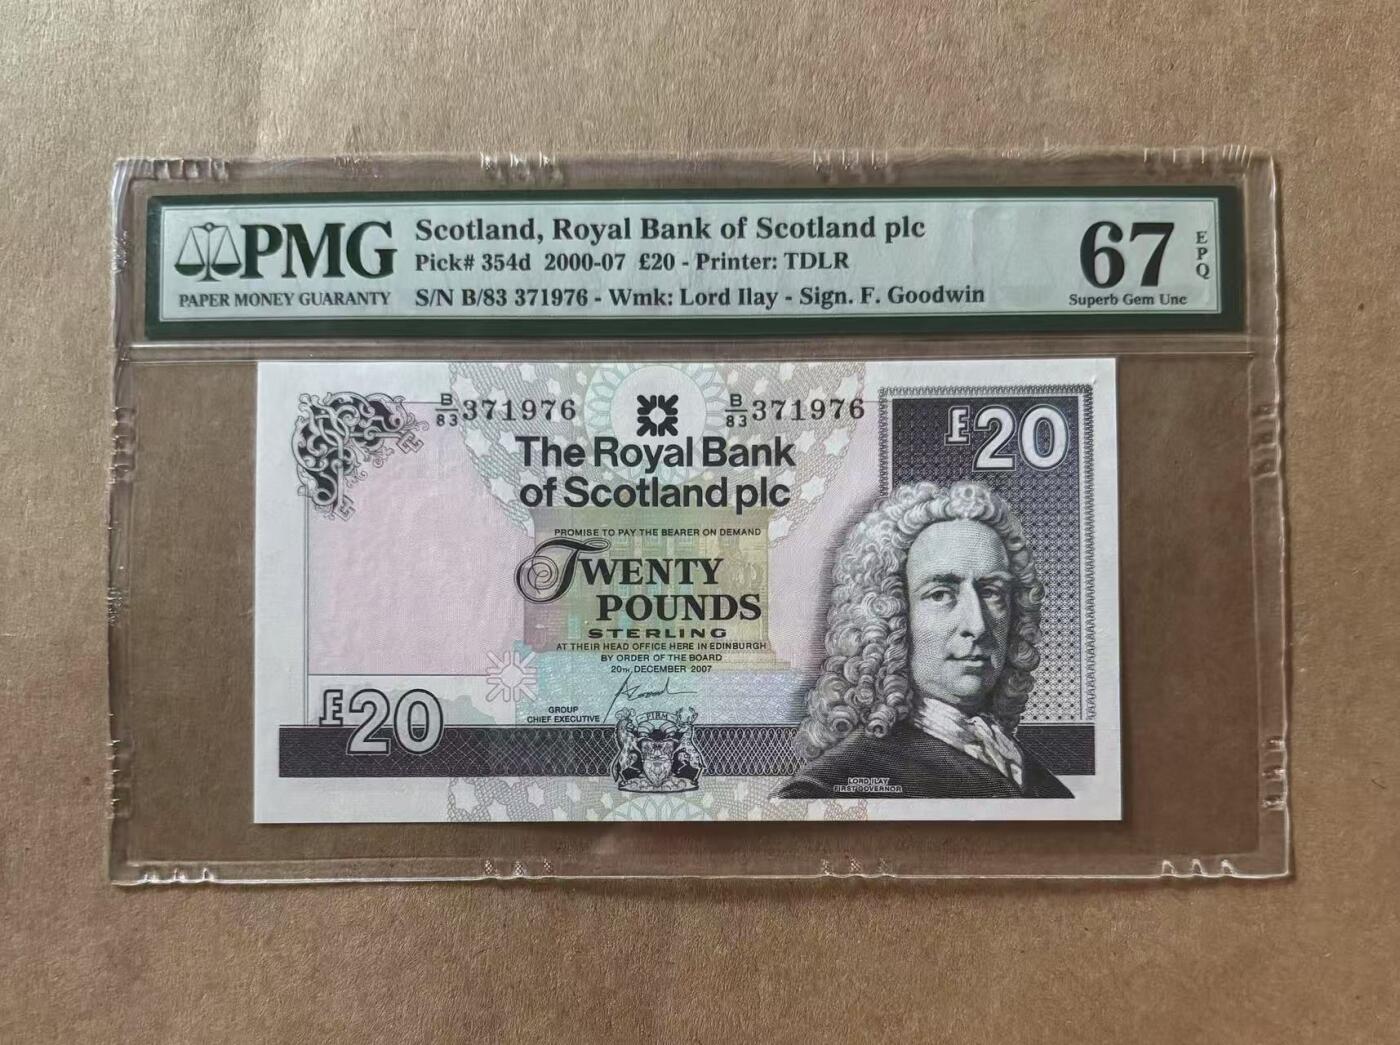 PMG
PAPER MONEY GUARANTY
Scotland, Royal Bank of Scotland plc
Pick# 354d 2000-07 £20 - Printer: TDLR
S/N B/83 371976 - Wmk: Lord Ilay - Sign. F. Goodwin
67
EPQ
Superb Gem Unc
B/83 371976
B/83 371976
£20
The Royal Bank
of Scotland plc
PROMISE TO PAY THE BEARER ON DEMAND
TWENTY
POUNDS
STERLING
AT THEIR HEAD OFFICE HERE IN EDINBURGH
BY ORDER OF THE BOARD
20TH, DECEMBER 2007
GROUP
CHIEF EXECUTIVE
£20
FIRM
LORD ILAY
FIRST GOVERNOR